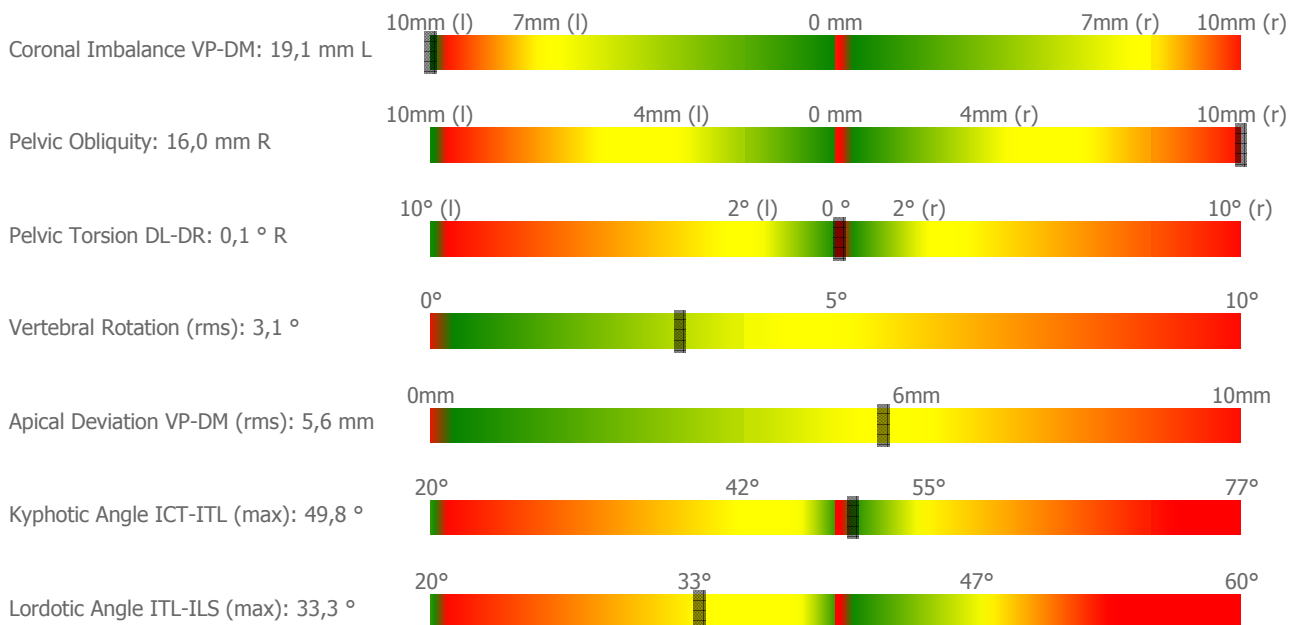 10mm (l) 7mm (l) 0 mm 7mm (r) 10mm (r)
Coronal Imbalance VP-DM: 19,1 mm L
10mm (l) 4mm (l) 0 mm 4mm (r) 10mm (r)
Pelvic Obliquity: 16,0 mm R
10° (l) 2° (l) 0 ° 2° (r) 10° (r)
Pelvic Torsion DL-DR: 0,1 ° R
0° 5° 10°
Vertebral Rotation (rms): 3,1 °
0mm 6mm 10mm
Apical Deviation VP-DM (rms): 5,6 mm
20° 42° 55° 77°
Kyphotic Angle ICT-ITL (max): 49,8 °
20° 33° 47° 60°
Lordotic Angle ITL-ILS (max): 33,3 °